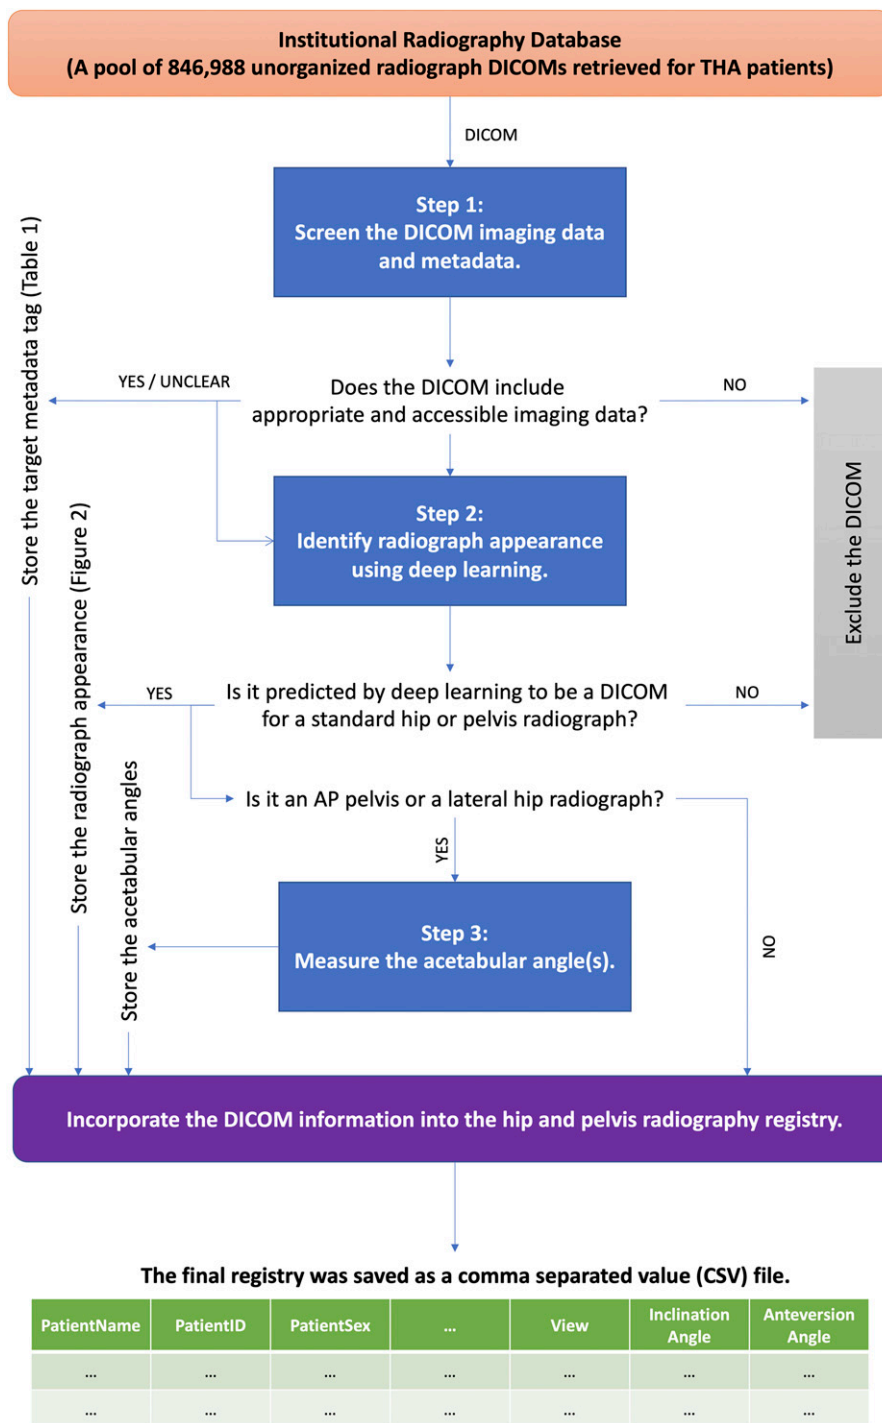 Institutional Radiography Database
(A pool of 846,988 unorganized radiograph DICOMs retrieved for THA patients)
DICOM
Step 1:
Screen the DICOM imaging data
and metadata.
Store the target metadata tag (Table 1)
YES / UNCLEAR
Does the DICOM include
appropriate and accessible imaging data?
NO
Exclude the DICOM
Step 2:
Identify radiograph appearance
using deep learning.
Store the radiograph appearance (Figure 2)
YES
Is it predicted by deep learning to be a DICOM
for a standard hip or pelvis radiograph?
NO
Is it an AP pelvis or a lateral hip radiograph?
YES
NO
Store the acetabular angles
Step 3:
Measure the acetabular angle(s).
Incorporate the DICOM information into the hip and pelvis radiography registry.
The final registry was saved as a comma separated value (CSV) file.
PatientName PatientID PatientSex ... View Inclination Angle Anteversion Angle
... ... ... ... ... ... ...
... ... ... ... ... ... ...